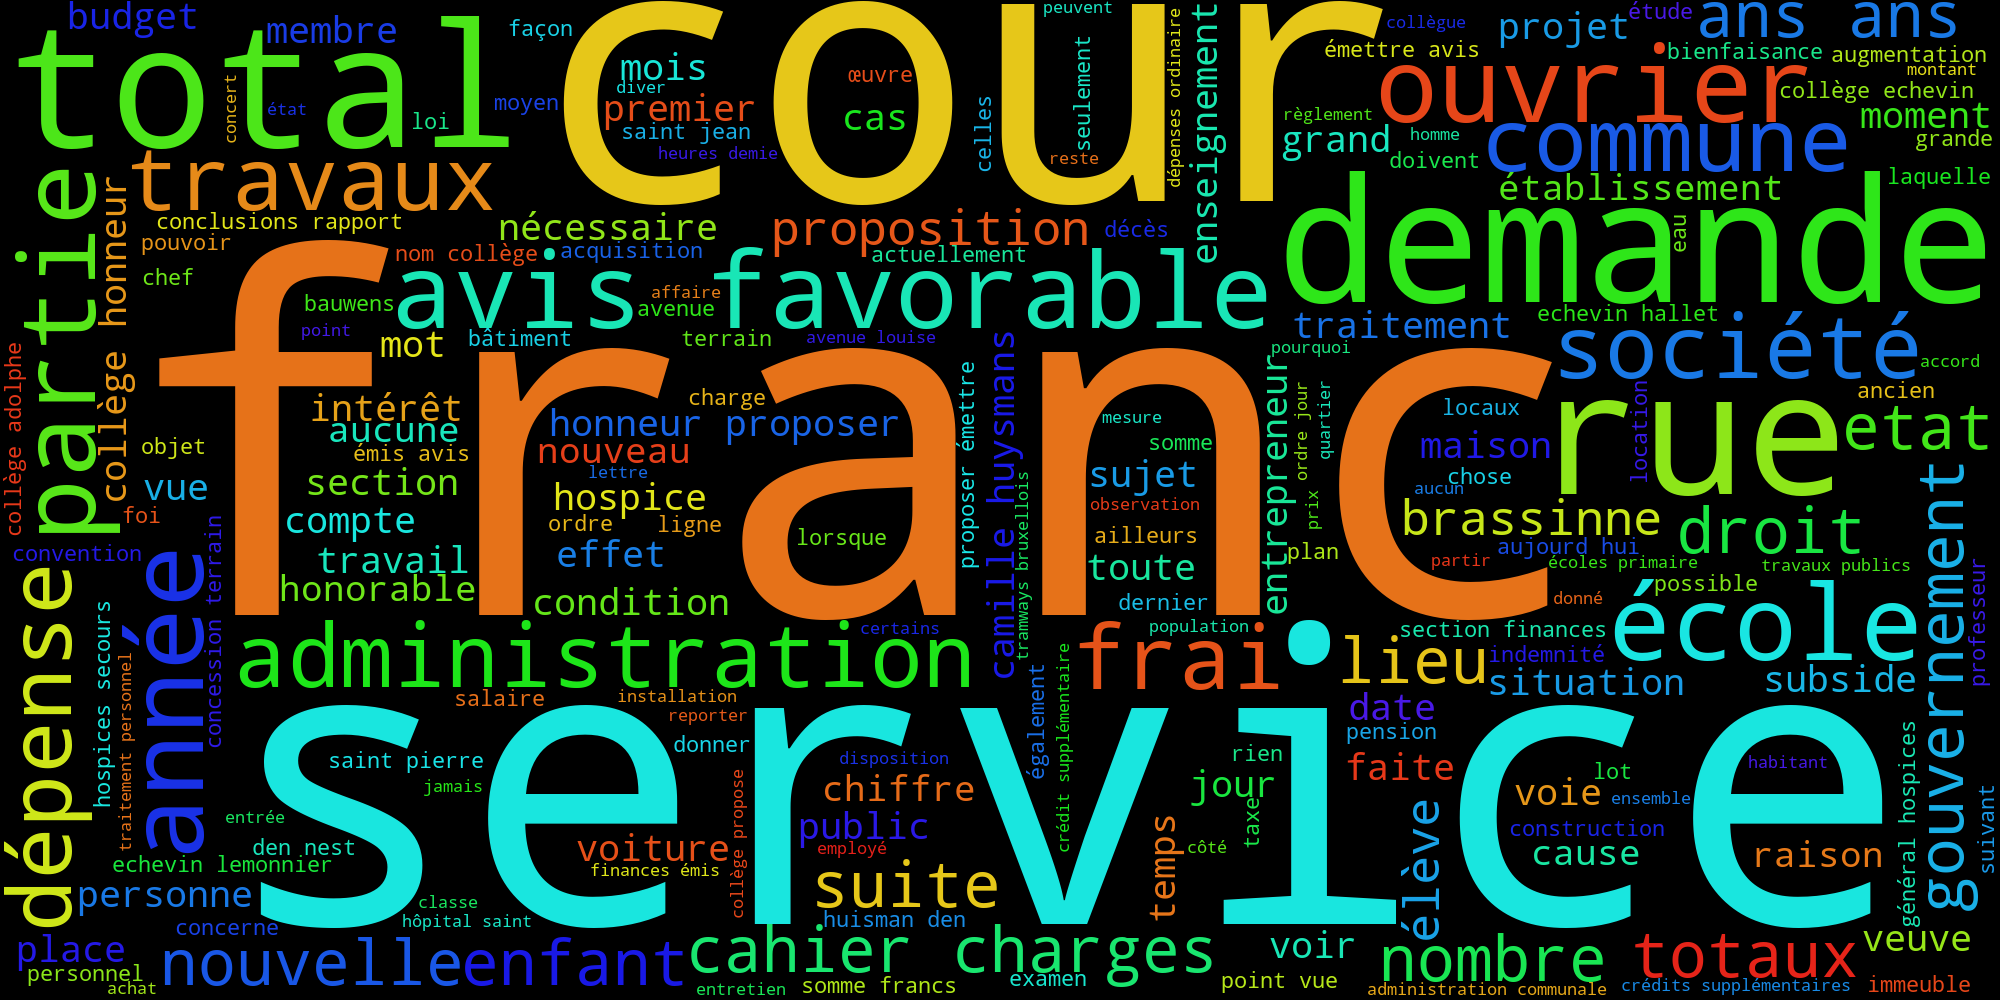 budget
membre
façon
total
cour
peuvent
collègue
projet
étude
ans ans
émettre avis
bienfaisance
augmentation
montant
concert
état
loi
moyen
mois
diver
premier
saint jean
heures demie
œuvre
cas
celles
seulement
reste
dépenses ordinaire
enseignement
règlement
grand
homme
doivent
ouvrier
commune
collège echevin
moment
grande
laquelle
travaux
partie
collège honneur
conclusions rapport
pouvoir
chef
nécessaire
nom collège
acquisition
proposition
actuellement
décès
établissement
demande
eau
avis favorable
bauwens
point
affaire
avenue
bâtiment
terrain
avenue louise
mot
franc
traitement
echevin hallet
société
accord
pourquoi
collège adolphe
objet
vue
foi
convention
intérêt
aucune
émis avis
section
compte
travail
honorable
charge
honneur proposer
nouveau
lettre
hospice
ordre
ligne
effet
condition
lorsque
proposer émettre
camille huysmans
tramways bruxellois
mesure
somme
sujet
observation
ailleurs
toute
dernier
population
entrepreneur
ordre jour
prix
quartier
plan
locaux
maison
chose
aucun
location
rue
ancien
etat
brassinne
droit
aujourd hui
partir
écoles primaire
travaux publics
possible
donné
dépense
année
concession terrain
hospices secours
traitement personnel
administration
certains
frai
lieu
section finances
indemnité
école
situation
subside
gouvernement
professeur
salaire
installation
reporter
donner
également
crédit supplémentaire
date
pension
faite
service
saint pierre
jamais
disposition
chiffre
public
employé
rien
jour
taxe
temps
côté
voie
lot
ensemble
habitant
construction
cause
raison
général hospices
suivant
entrée
den nest
echevin lemonnier
personne
voiture
finances émis
collège propose
suite
huisman den
élève
classe
hôpital saint
concerne
place
personnel
achat
nouvelle
enfant
cahier charges
entretien
somme francs
examen
voir
point vue
nombre
administration communale
totaux
crédits supplémentaires
veuve
immeuble